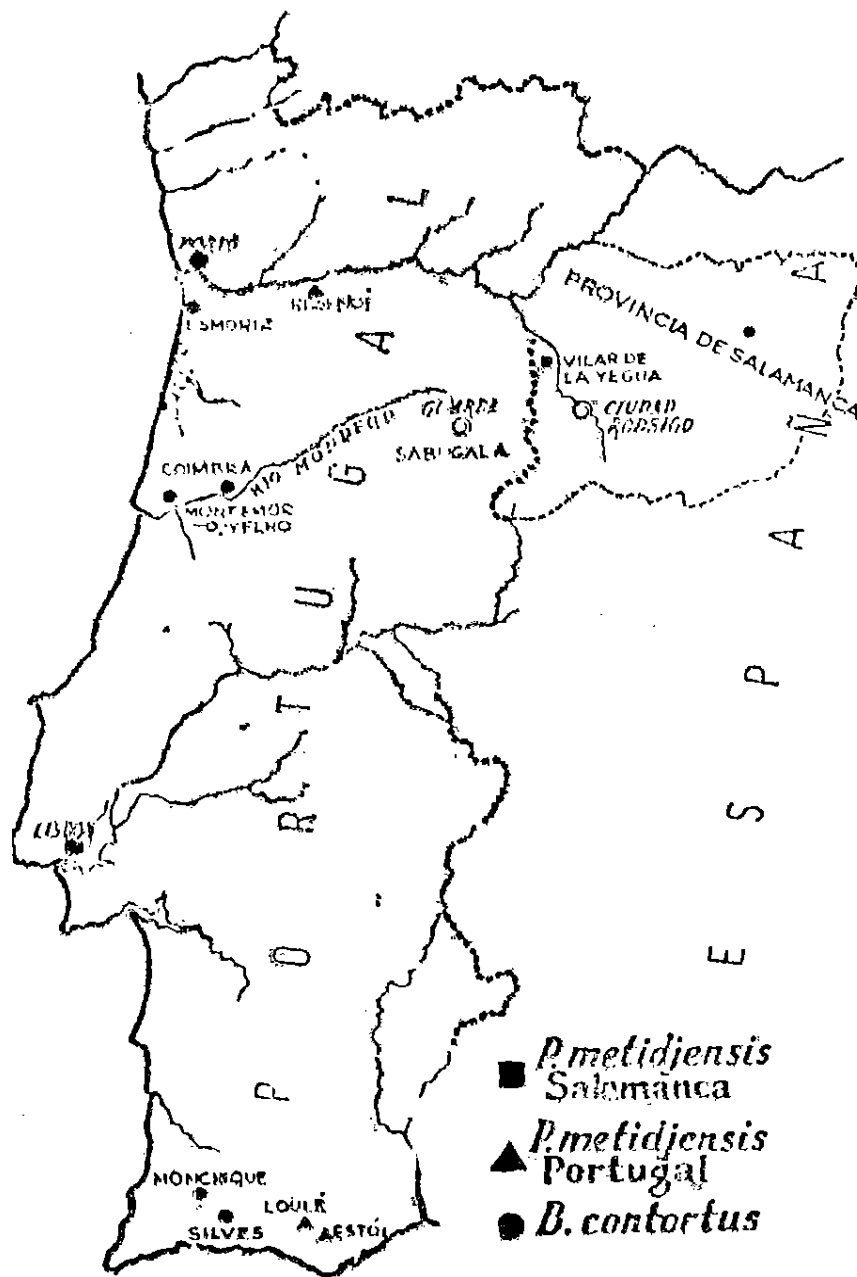 ESMORIZ
PROVINCIA DE SALAMANCA
VILAR DE
LA YEGUA
CIUDAD
RODRIGO
SABUGAL
COIMBRA
RIO MONDEGO
MONTEMOR
O. VELHO
PORTUGAL
ESPAÑA
MONCHIQUE
SILVES
LOULÉ
P. metidjensis
Salamanca
P. metidjensis
Portugal
B. contortus